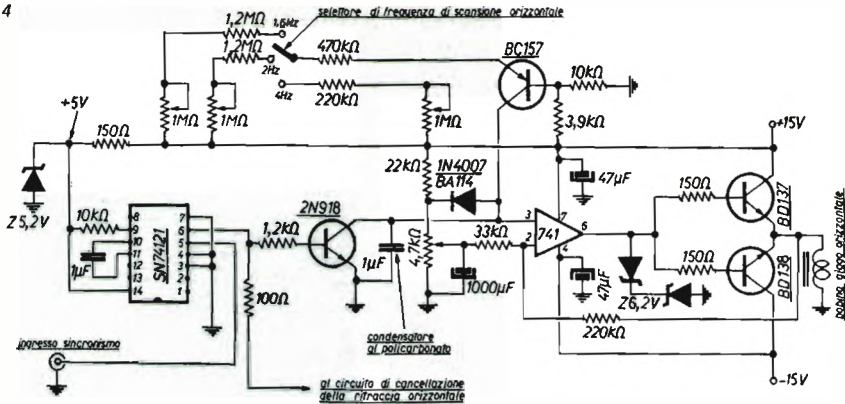 4
selettore di frequenza di scansione orizzontale
1,2MΩ
1,6Hz
1,2MΩ
2Hz
4Hz
470kΩ
220kΩ
BC157
10kΩ
3,9kΩ
1MΩ
1MΩ
1MΩ
+5V
150Ω
+15V
Z5,2V
22kΩ
1N4007
BA114
47µF
150Ω
BD137
10kΩ
8
9
10
11
12
13
14
SN74121
7
6
5
4
3
2
1
1µF
2N918
1,2kΩ
1µF
4,7kΩ
33kΩ
3
2
741
7
6
4
1000µF
47µF
Z6,2V
150Ω
BD138
bobina giogo orizzontale
100Ω
220kΩ
condensatore
al policarbonato
ingresso sincronismo
al circuito di cancellazione
della ritraccia orizzontale
-15V